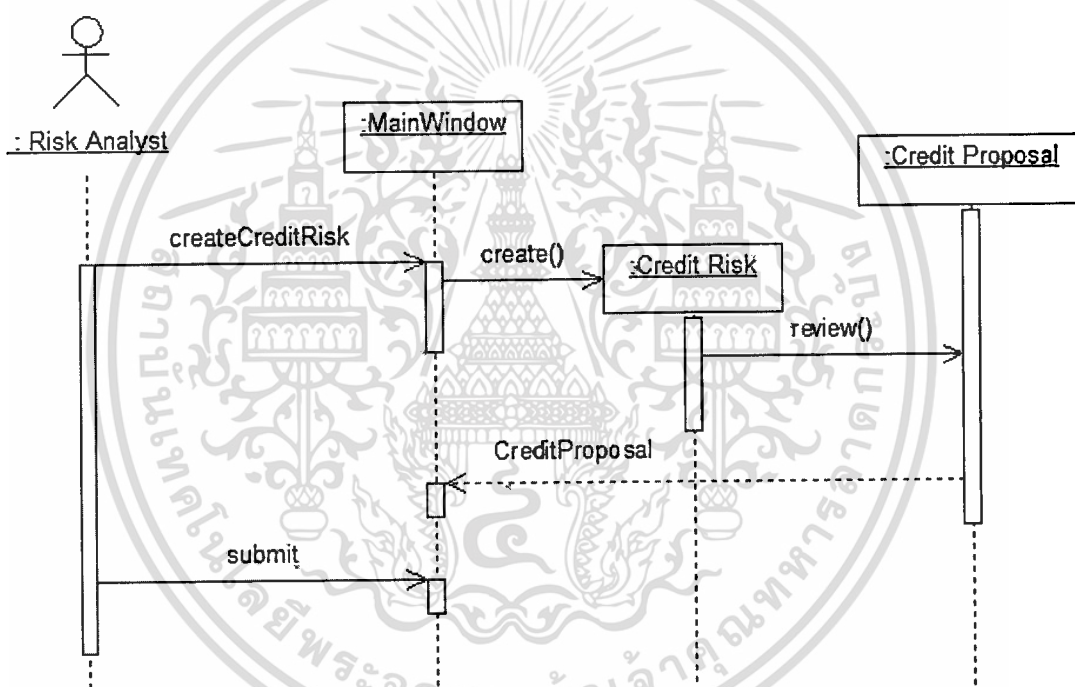 : Risk Analyst
:MainWindow
:Credit Proposal
createCreditRisk
create()
:Credit Risk
review()
CreditProposal
submit